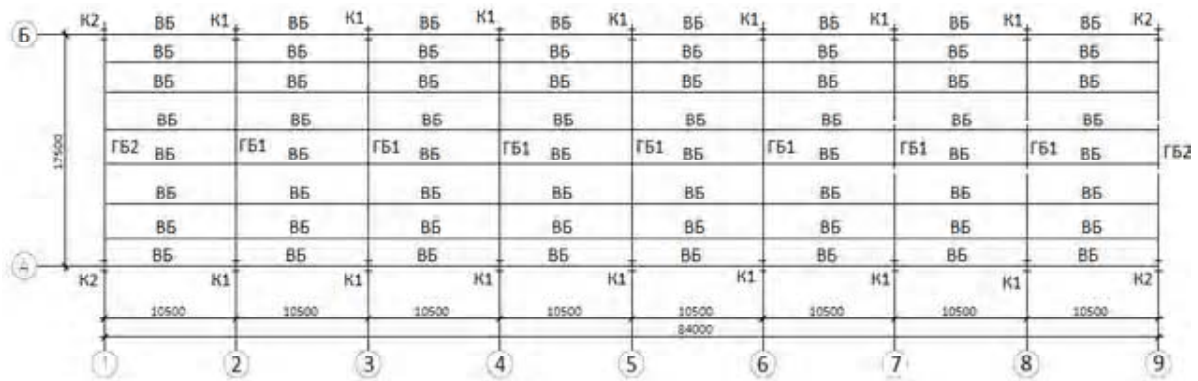 К2 ВБ К1 ВБ К1 ВБ К1 ВБ К1 ВБ К1 ВБ К1 ВБ К1 ВБ К2
Б
ВБ ВБ ВБ ВБ ВБ ВБ ВБ ВБ
ВБ ВБ ВБ ВБ ВБ ВБ ВБ ВБ
ВБ ВБ ВБ ВБ ВБ ВБ ВБ ВБ
17500
ГБ2 ВБ ГБ1 ВБ ГБ1 ВБ ГБ1 ВБ ГБ1 ВБ ГБ1 ВБ ГБ1 ВБ ГБ1 ВБ ГБ2
ВБ ВБ ВБ ВБ ВБ ВБ ВБ ВБ
ВБ ВБ ВБ ВБ ВБ ВБ ВБ ВБ
ВБ ВБ ВБ ВБ ВБ ВБ ВБ ВБ
А
К2 К1 К1 К1 К1 К1 К1 К1 К2
10500 10500 10500 10500 10500 10500 10500 10500
84000
1 2 3 4 5 6 7 8 9